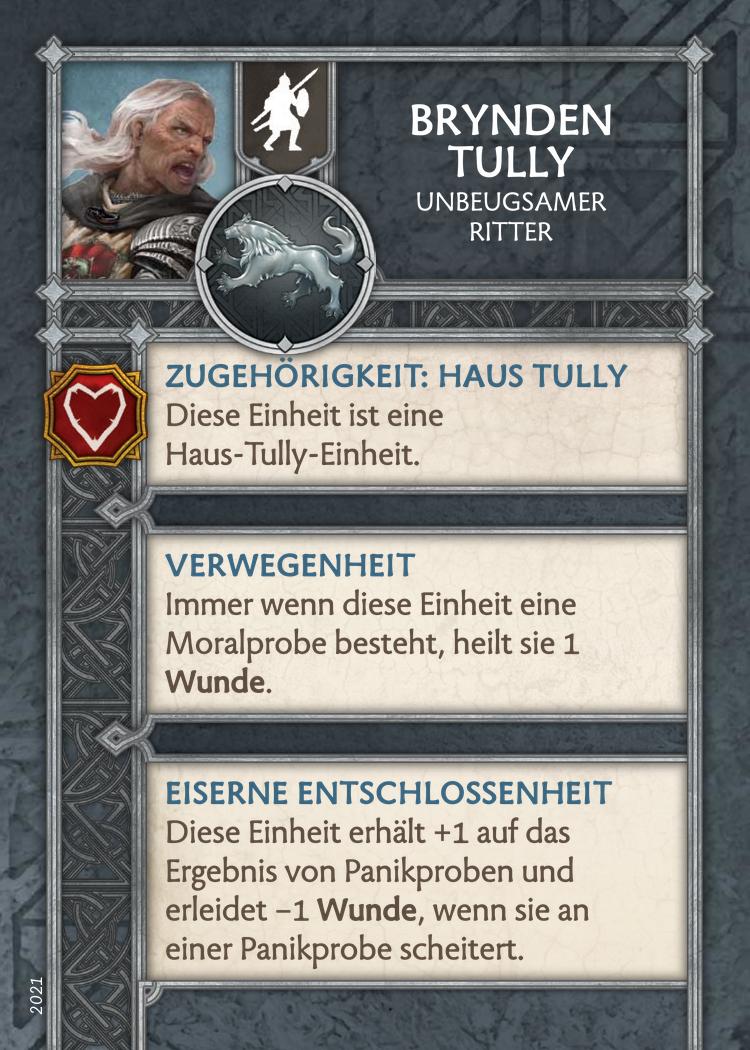 BRYNDEN
TULLY
UNBEUGSAMER
RITTER
ZUGEHÖRIGKEIT: HAUS TULLY
Diese Einheit ist eine
Haus-Tully-Einheit.
VERWEGENHEIT
Immer wenn diese Einheit eine
Moralprobe besteht, heilt sie 1
Wunde.
EISERNE ENTSCHLOSSENHEIT
Diese Einheit erhält +1 auf das
Ergebnis von Panikproben und
erleidet −1 Wunde, wenn sie an
einer Panikprobe scheitert.
2021